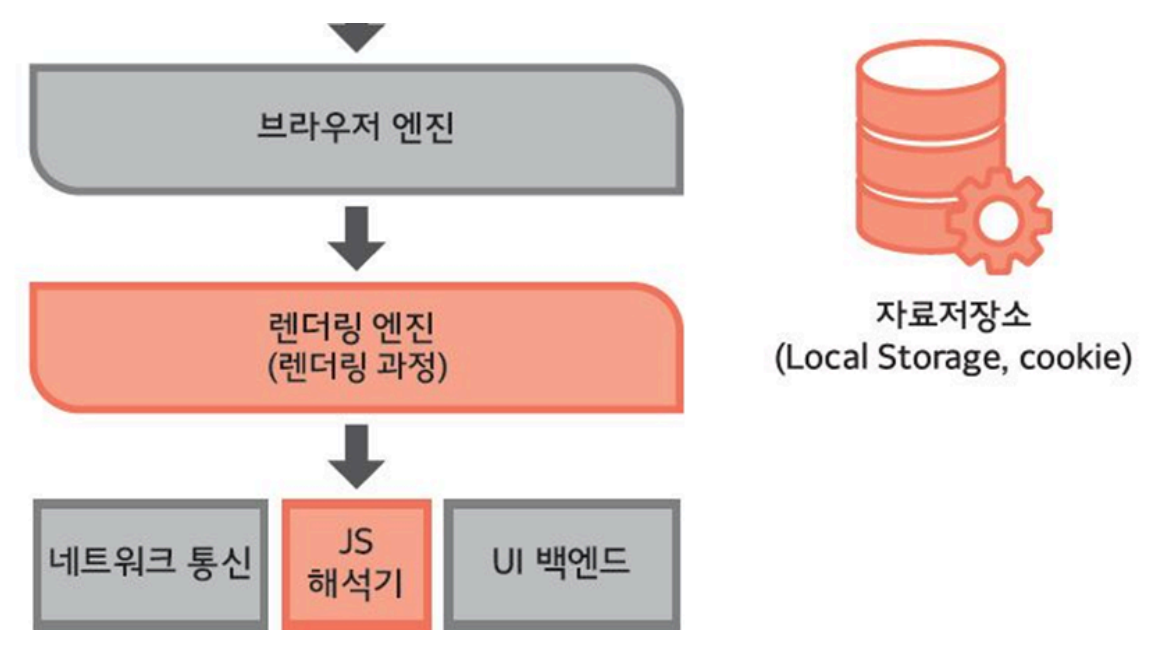 브라우저 엔진
렌더링 엔진
(렌더링 과정)
네트워크 통신
JS
해석기
UI 백엔드
자료저장소
(Local Storage, cookie)